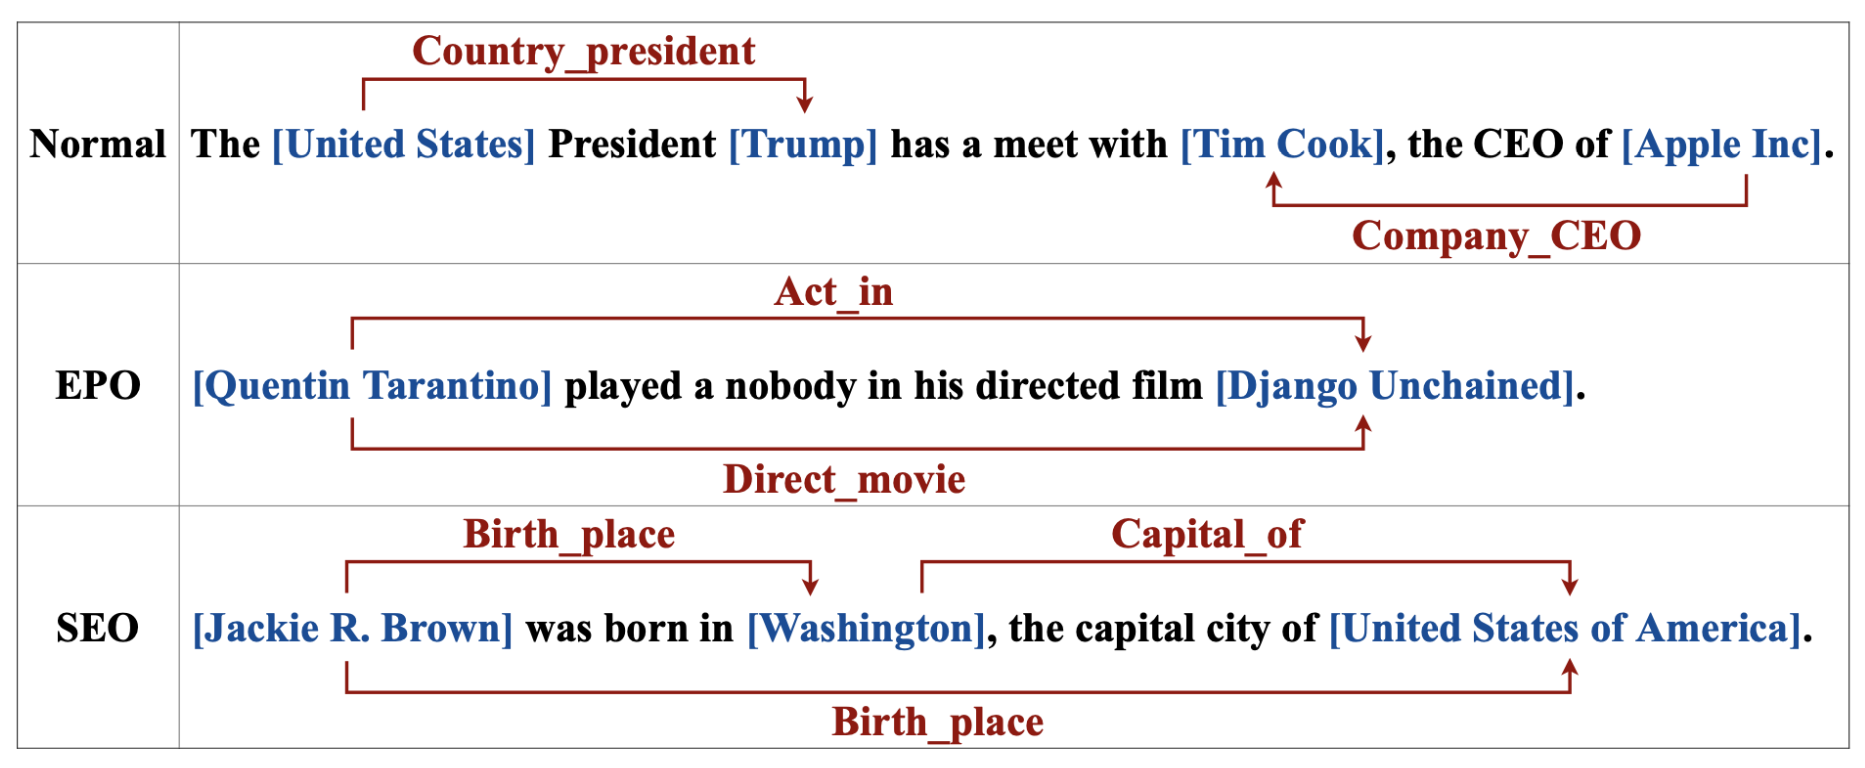 Country_president
Normal The [United States] President [Trump] has a meet with [Tim Cook], the CEO of [Apple Inc].
Company_CEO
Act_in
EPO [Quentin Tarantino] played a nobody in his directed film [Django Unchained].
Direct_movie
Birth_place Capital_of
SEO [Jackie R. Brown] was born in [Washington], the capital city of [United States of America].
Birth_place